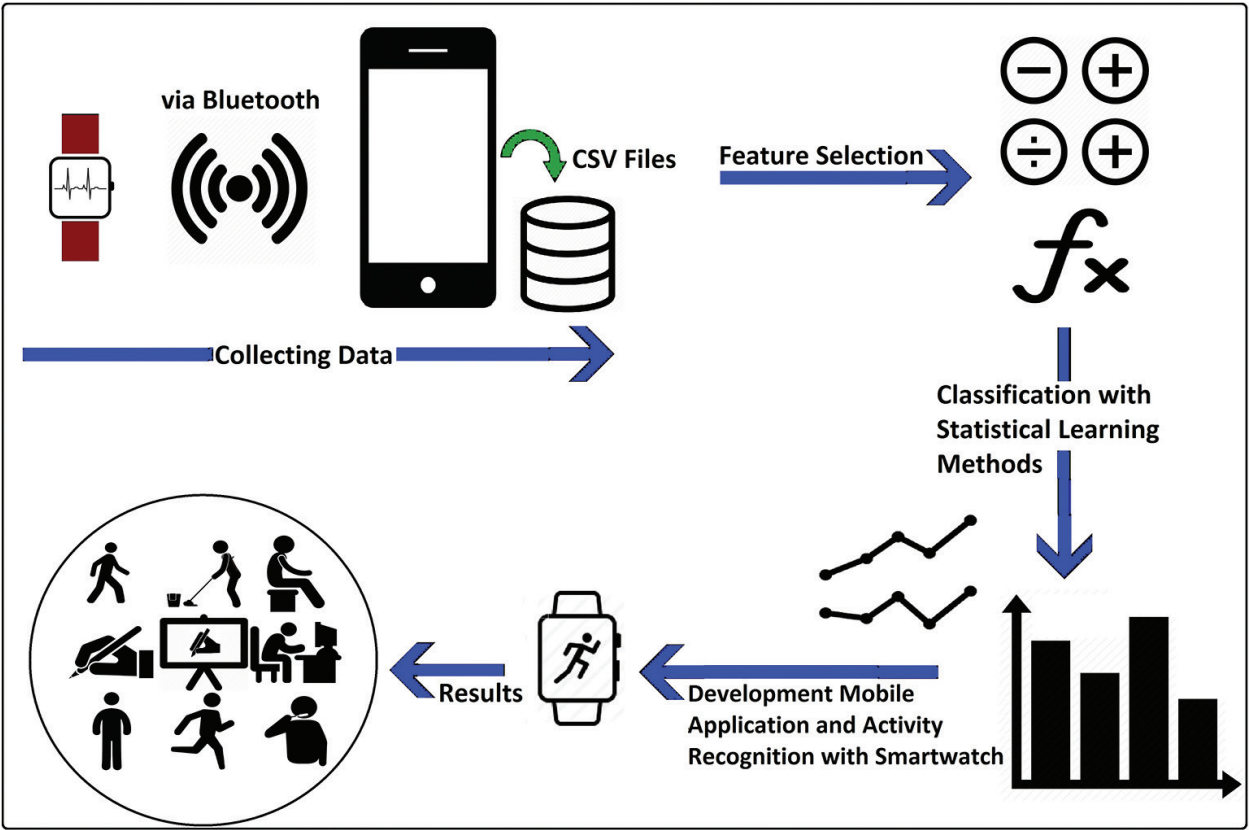 via Bluetooth
CSV Files
Feature Selection
− +
÷ +
fx
Collecting Data
Classification with
Statistical Learning
Methods
Development Mobile
Application and Activity
Recognition with Smartwatch
Results